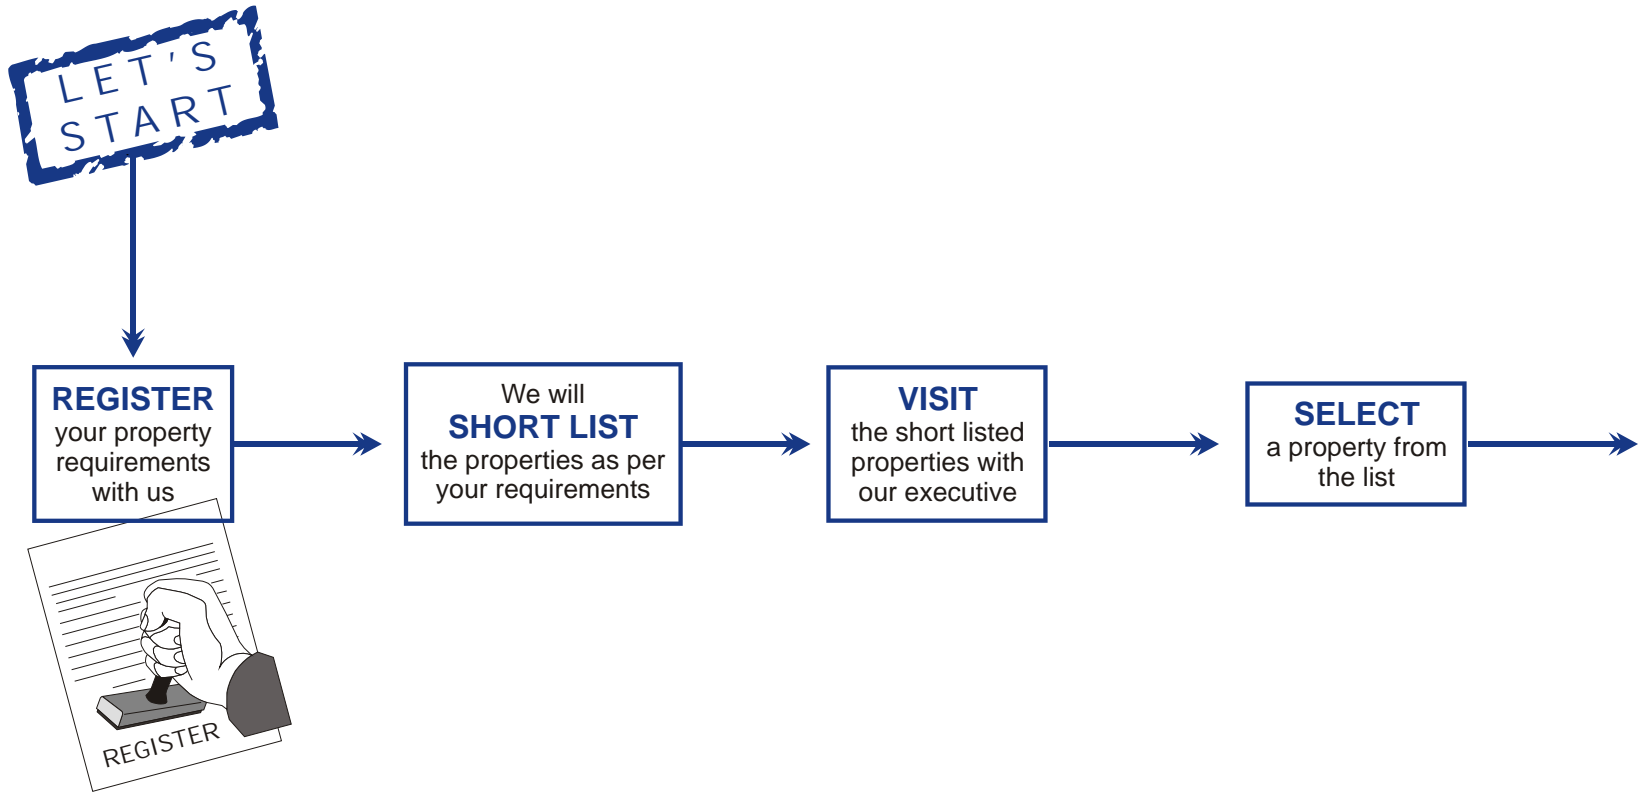 LET'S
START
REGISTER
your property
requirements
with us
We will
SHORT LIST
the properties as per
your requirements
VISIT
the short listed
properties with
our executive
SELECT
a property from
the list
REGISTER